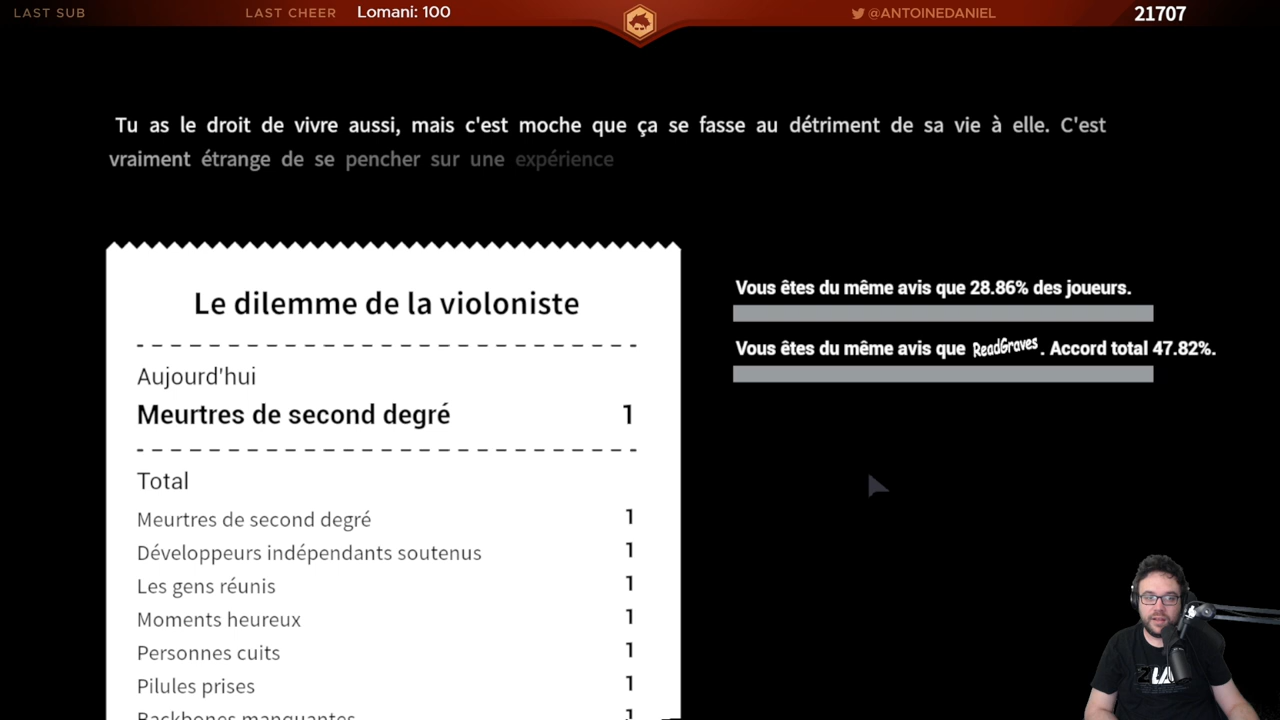 LAST SUB
LAST CHEER Lomani: 100
@ANTOINEDANIEL
21707
Tu as le droit de vivre aussi, mais c'est moche que ça se fasse au détriment de sa vie à elle. C'est
vraiment étrange de se pencher sur une expérience
Le dilemme de la violoniste
Aujourd'hui
Meurtres de second degré 1
Total
Meurtres de second degré 1
Développeurs indépendants soutenus 1
Les gens réunis 1
Moments heureux 1
Personnes cuits 1
Pilules prises 1
Backbones manquantes 1
Vous êtes du même avis que 28.86% des joueurs.
Vous êtes du même avis que ReadGraves. Accord total 47.82%.